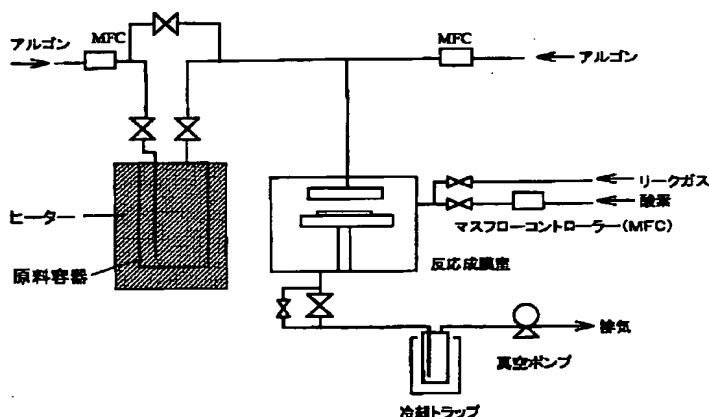 アルゴン
MFC
MFC
アルゴン
リークガス
酸素
マスフローコントローラー(MFC)
ヒーター
原料容器
反応成膜室
排気
真空ポンプ
冷却トラップ